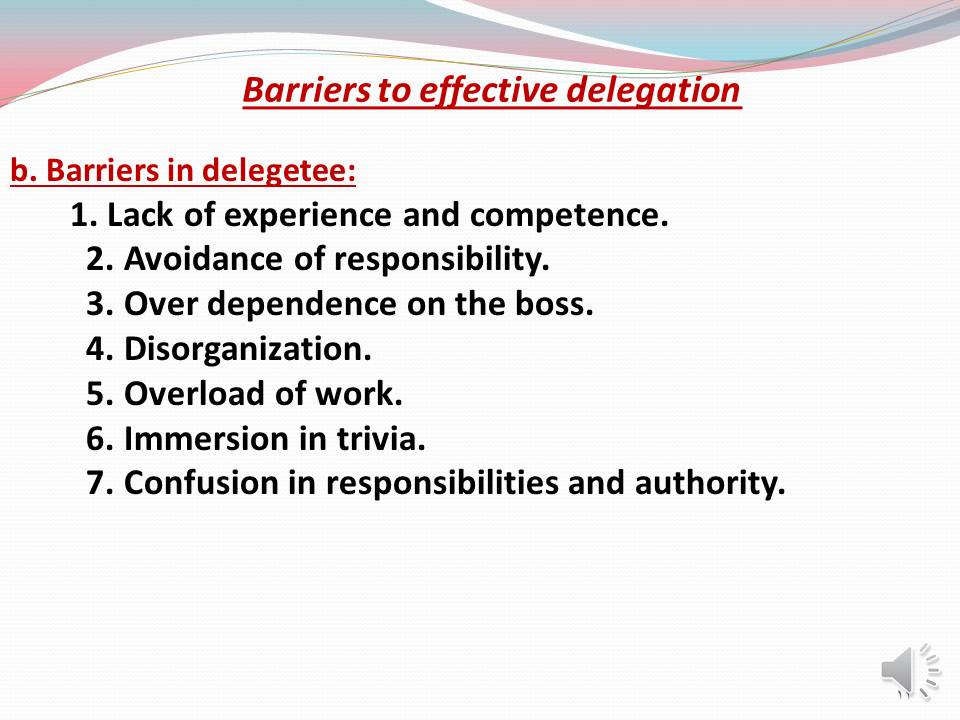 Barriers to effective delegation
b. Barriers in delegetee:
1. Lack of experience and competence.
2. Avoidance of responsibility.
3. Over dependence on the boss.
4. Disorganization.
5. Overload of work.
6. Immersion in trivia.
7. Confusion in responsibilities and authority.